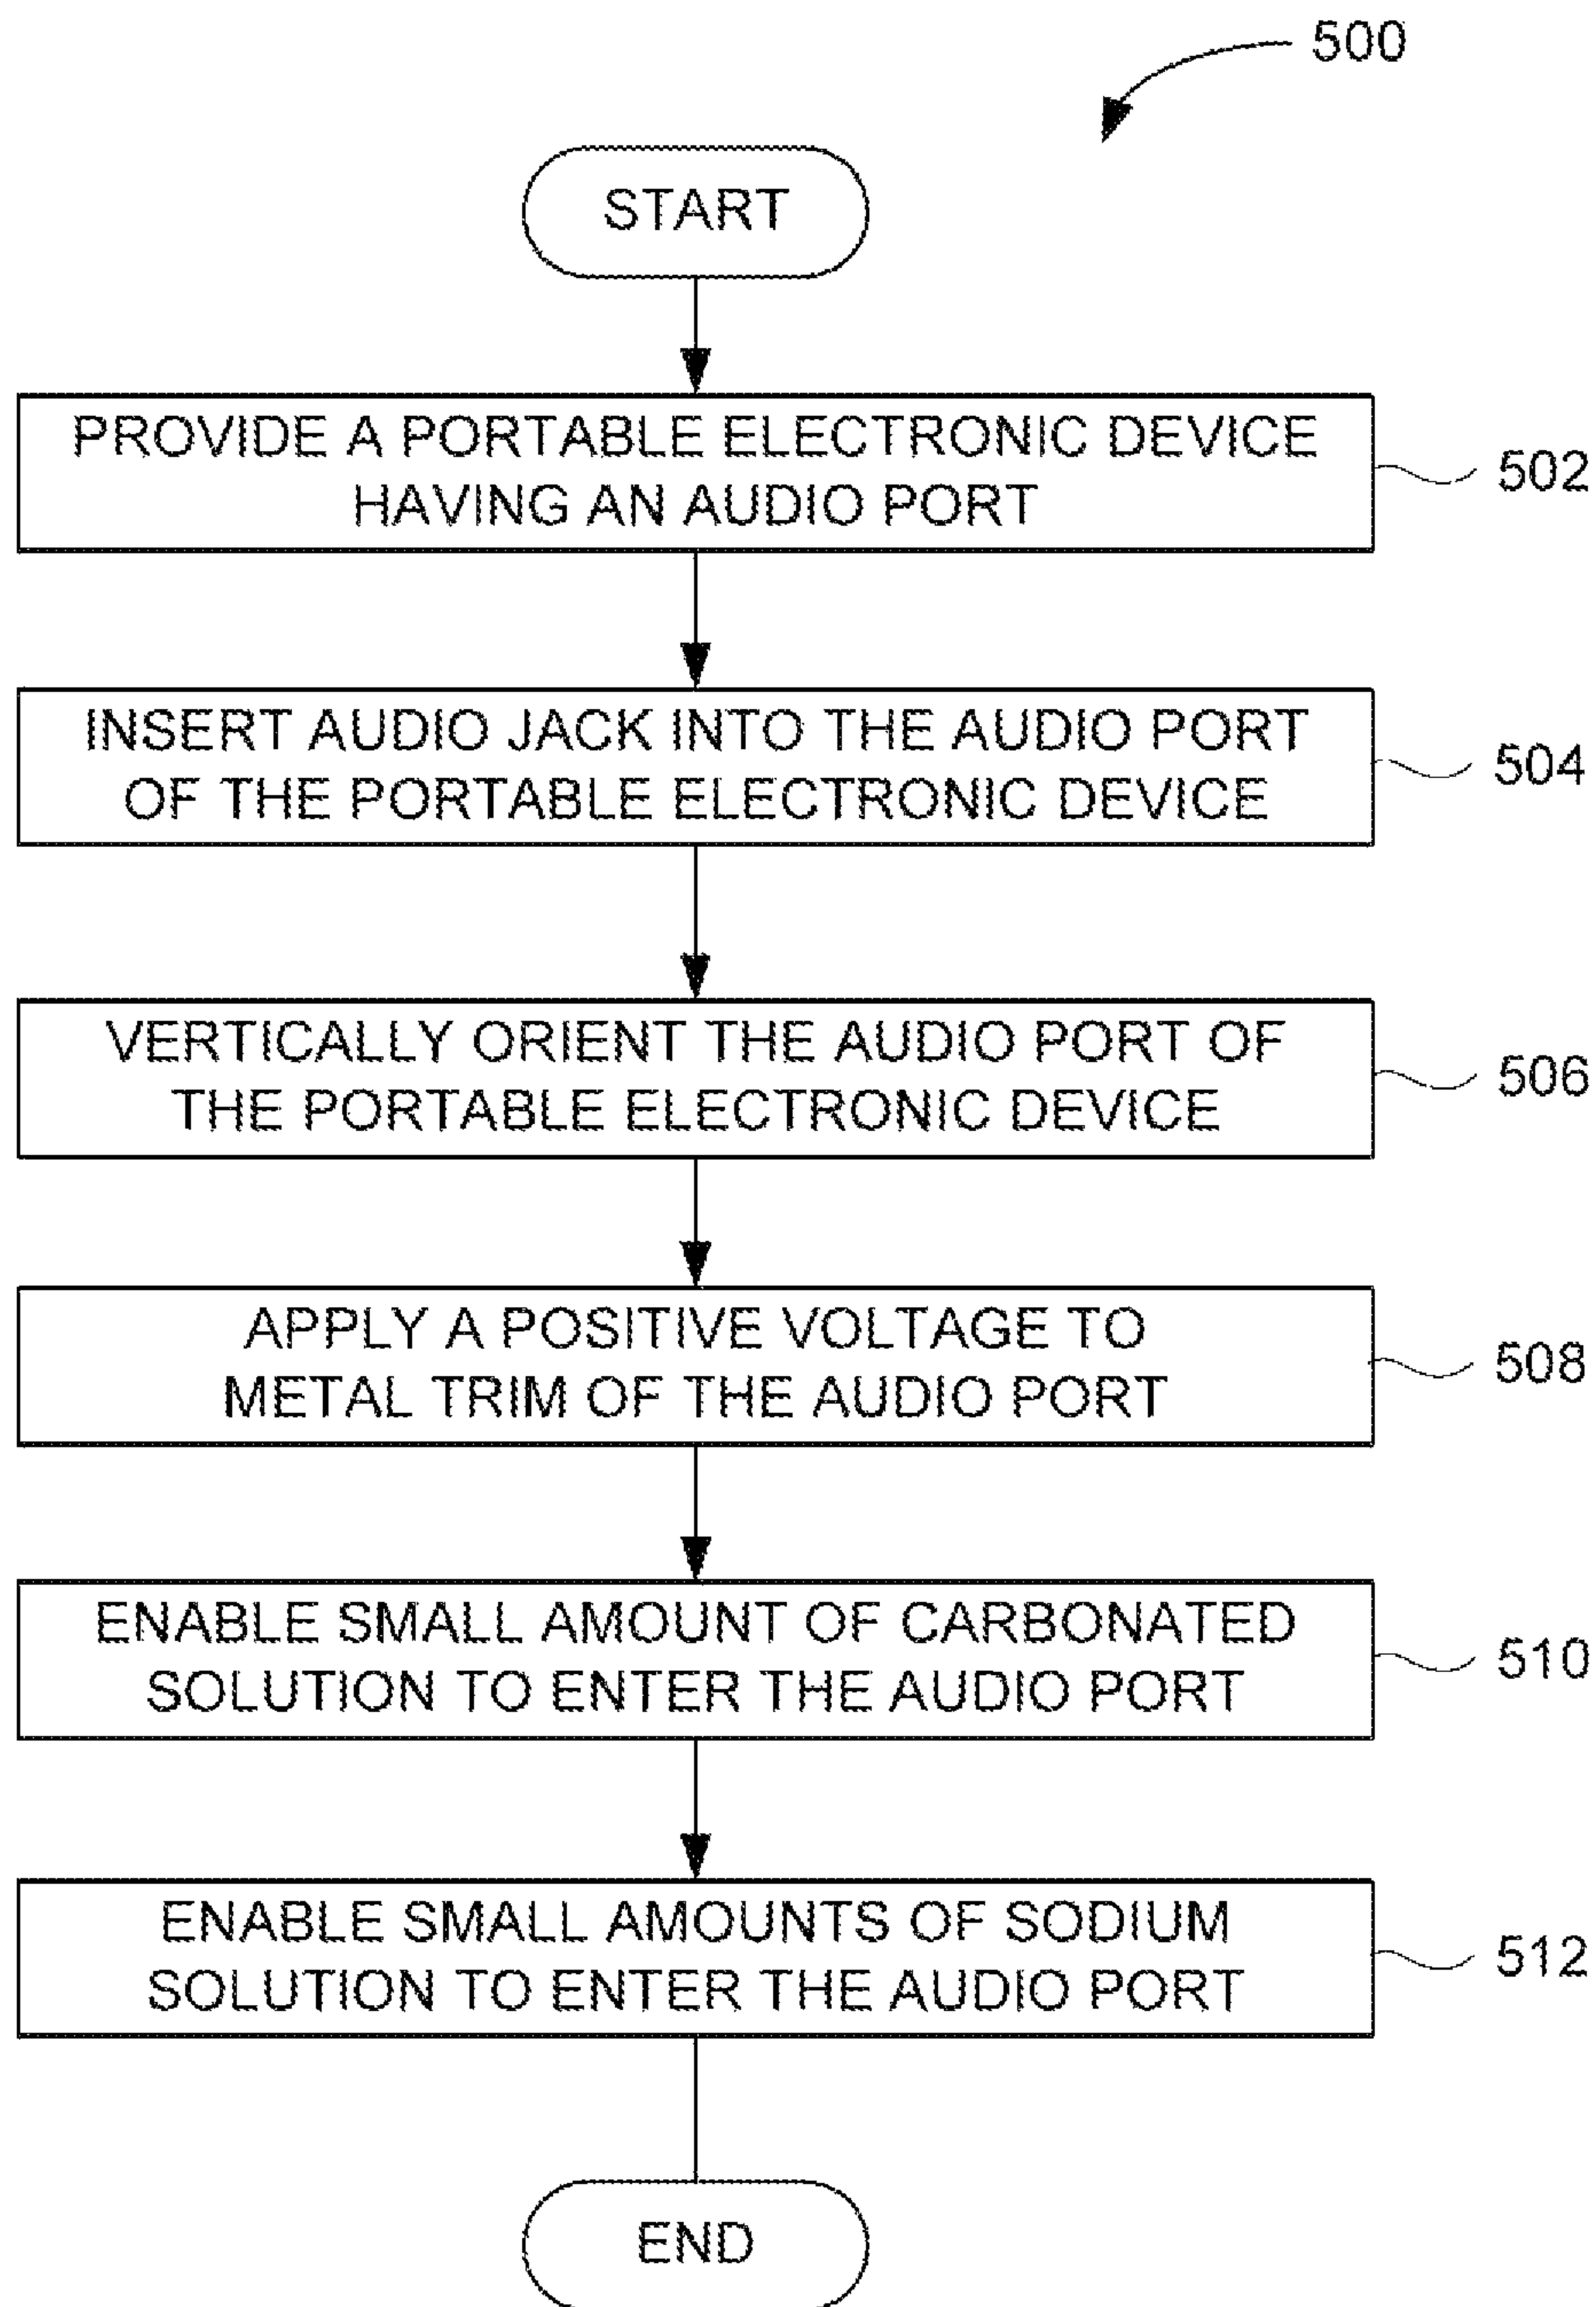 500
START
PROVIDE A PORTABLE ELECTRONIC DEVICE
HAVING AN AUDIO PORT
502
INSERT AUDIO JACK INTO THE AUDIO PORT
OF THE PORTABLE ELECTRONIC DEVICE
504
VERTICALLY ORIENT THE AUDIO PORT OF
THE PORTABLE ELECTRONIC DEVICE
506
APPLY A POSITIVE VOLTAGE TO
METAL TRIM OF THE AUDIO PORT
508
ENABLE SMALL AMOUNT OF CARBONATED
SOLUTION TO ENTER THE AUDIO PORT
510
ENABLE SMALL AMOUNTS OF SODIUM
SOLUTION TO ENTER THE AUDIO PORT
512
END